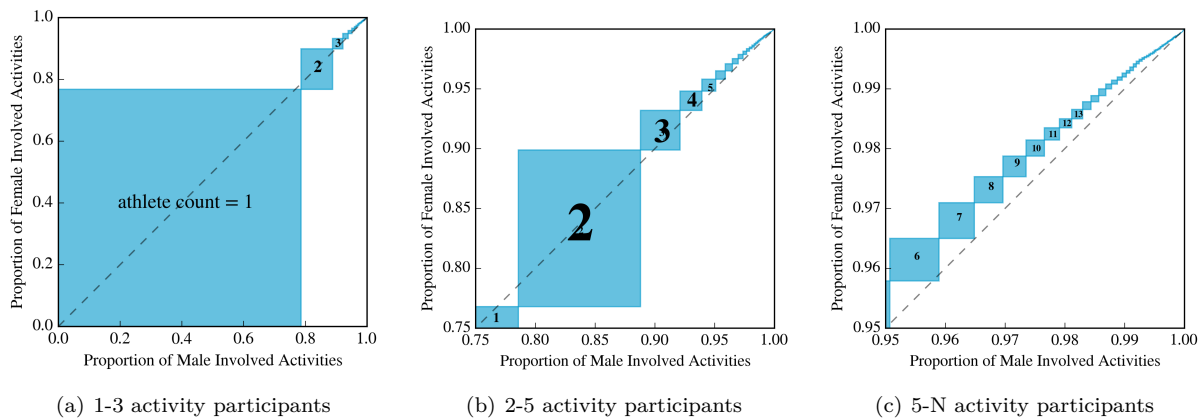 Proportion of Female Involved Activities
1.0
0.8
0.6
0.4
0.2
0.0
athlete count = 1
2
3
0.0 0.2 0.4 0.6 0.8 1.0
Proportion of Male Involved Activities
(a) 1-3 activity participants
Proportion of Female Involved Activities
1.00
0.95
0.90
0.85
0.80
0.75
1
2
3
4
5
0.75 0.80 0.85 0.90 0.95 1.00
Proportion of Male Involved Activities
(b) 2-5 activity participants
Proportion of Female Involved Activities
1.00
0.99
0.98
0.97
0.96
0.95
6
7
8
9
10
11
12
13
0.95 0.96 0.97 0.98 0.99 1.00
Proportion of Male Involved Activities
(c) 5-N activity participants